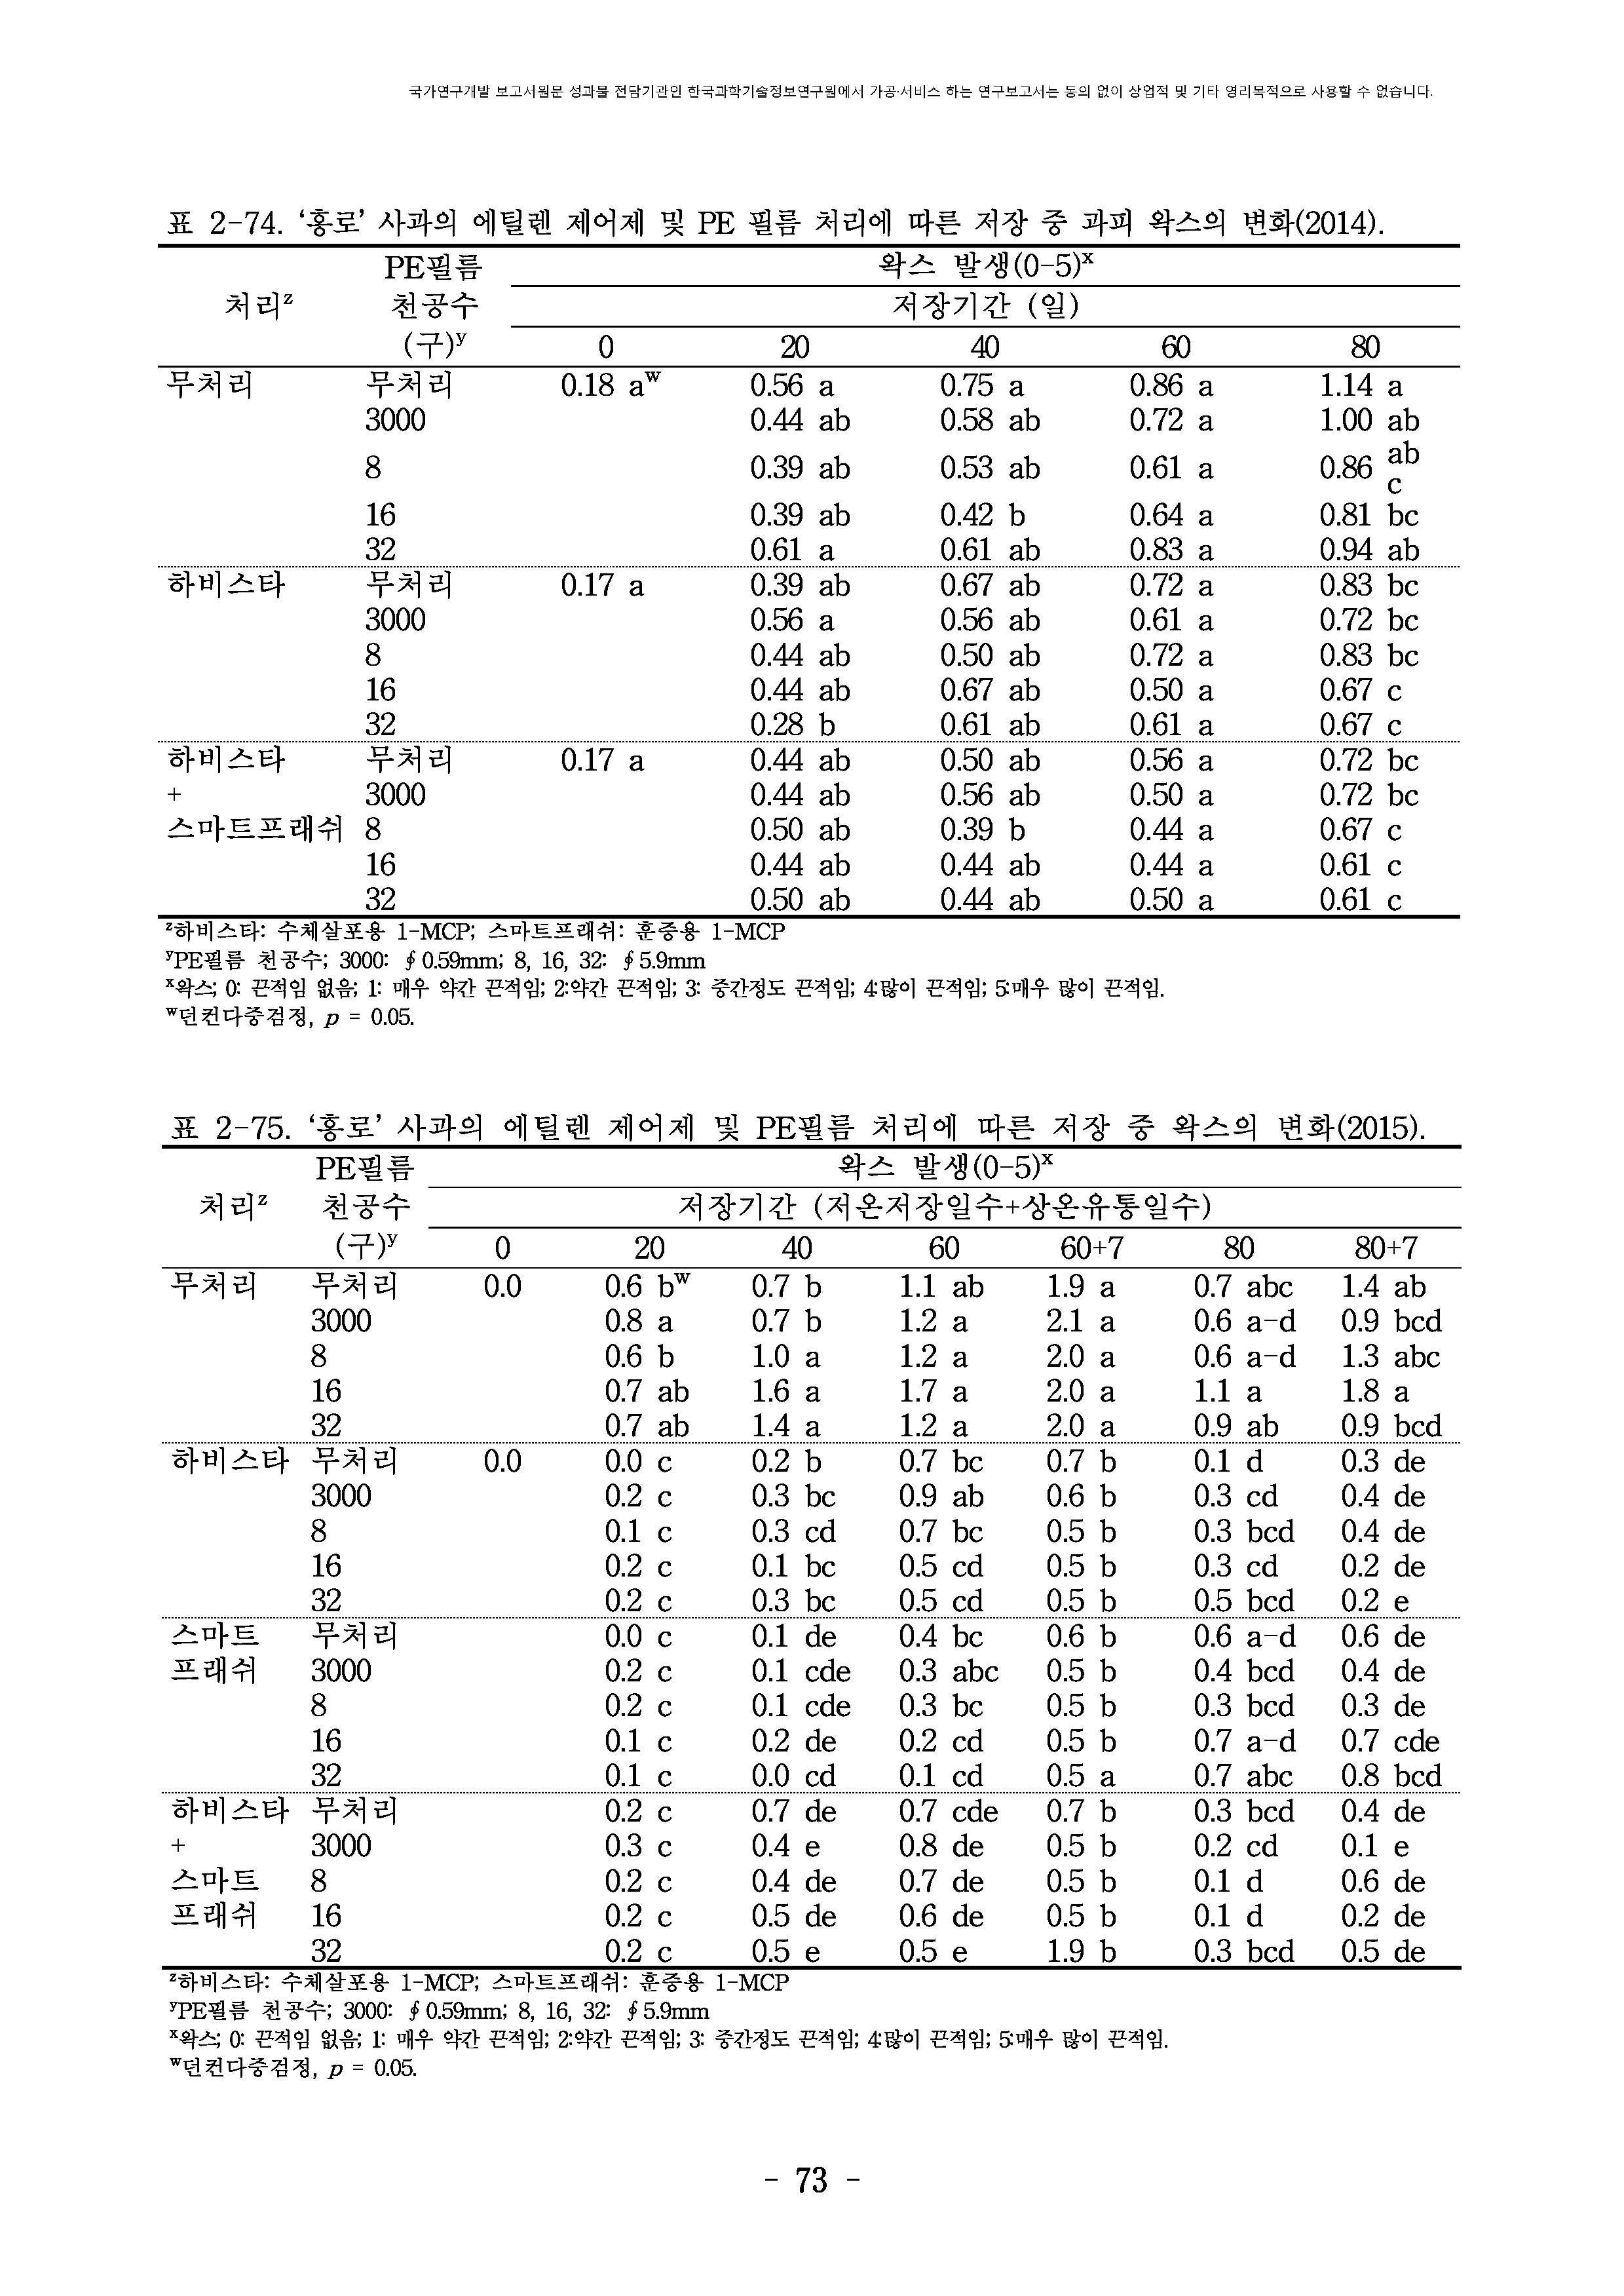 국가연구개발 보고서원문 성과물 전담기관인 한국과학기술정보연구원에서 가공·서비스 하는 연구보고서는 동의 없이 상업적 및 기타 영리목적으로 사용할 수 없습니다.
표 2-74. ‘홍로’ 사과의 에틸렌 제어제 및 PE 필름 처리에 따른 저장 중 과피 왁스의 변화(2014).
PE필름 왁스 발생(0-5)x
처리z 천공수 저장기간 (일)
(구)y 0 20 40 60 80
무처리 무처리 0.18 aw 0.56 a 0.75 a 0.86 a 1.14 a
3000 0.44 ab 0.58 ab 0.72 a 1.00 ab
8 0.39 ab 0.53 ab 0.61 a 0.86 abc
16 0.39 ab 0.42 b 0.64 a 0.81 bc
32 0.61 a 0.61 ab 0.83 a 0.94 ab
하비스타 무처리 0.17 a 0.39 ab 0.67 ab 0.72 a 0.83 bc
3000 0.56 a 0.56 ab 0.61 a 0.72 bc
8 0.44 ab 0.50 ab 0.72 a 0.83 bc
16 0.44 ab 0.67 ab 0.50 a 0.67 c
32 0.28 b 0.61 ab 0.61 a 0.67 c
하비스타 무처리 0.17 a 0.44 ab 0.50 ab 0.56 a 0.72 bc
+ 3000 0.44 ab 0.56 ab 0.50 a 0.72 bc
스마트프래쉬 8 0.50 ab 0.39 b 0.44 a 0.67 c
16 0.44 ab 0.44 ab 0.44 a 0.61 c
32 0.50 ab 0.44 ab 0.50 a 0.61 c
z하비스타: 수체살포용 1-MCP; 스마트프래쉬: 훈증용 1-MCP
yPE필름 천공수; 3000: ∮0.59mm; 8, 16, 32: ∮5.9mm
x왁스; 0: 끈적임 없음; 1: 매우 약간 끈적임; 2:약간 끈적임; 3: 중간정도 끈적임; 4:많이 끈적임; 5:매우 많이 끈적임.
w던컨다중검정, p = 0.05.
표 2-75. ‘홍로’ 사과의 에틸렌 제어제 및 PE필름 처리에 따른 저장 중 왁스의 변화(2015).
PE필름 왁스 발생(0-5)x
처리z 천공수 저장기간 (저온저장일수+상온유통일수)
(구)y 0 20 40 60 60+7 80 80+7
무처리 무처리 0.0 0.6 bw 0.7 b 1.1 ab 1.9 a 0.7 abc 1.4 ab
3000 0.8 a 0.7 b 1.2 a 2.1 a 0.6 a-d 0.9 bcd
8 0.6 b 1.0 a 1.2 a 2.0 a 0.6 a-d 1.3 abc
16 0.7 ab 1.6 a 1.7 a 2.0 a 1.1 a 1.8 a
32 0.7 ab 1.4 a 1.2 a 2.0 a 0.9 ab 0.9 bcd
하비스타 무처리 0.0 0.0 c 0.2 b 0.7 bc 0.7 b 0.1 d 0.3 de
3000 0.2 c 0.3 bc 0.9 ab 0.6 b 0.3 cd 0.4 de
8 0.1 c 0.3 cd 0.7 bc 0.5 b 0.3 bcd 0.4 de
16 0.2 c 0.1 bc 0.5 cd 0.5 b 0.3 cd 0.2 de
32 0.2 c 0.3 bc 0.5 cd 0.5 b 0.5 bcd 0.2 e
스마트 무처리 0.0 c 0.1 de 0.4 bc 0.6 b 0.6 a-d 0.6 de
프래쉬 3000 0.2 c 0.1 cde 0.3 abc 0.5 b 0.4 bcd 0.4 de
8 0.2 c 0.1 cde 0.3 bc 0.5 b 0.3 bcd 0.3 de
16 0.1 c 0.2 de 0.2 cd 0.5 b 0.7 a-d 0.7 cde
32 0.1 c 0.0 cd 0.1 cd 0.5 a 0.7 abc 0.8 bcd
하비스타 무처리 0.2 c 0.7 de 0.7 cde 0.7 b 0.3 bcd 0.4 de
+ 3000 0.3 c 0.4 e 0.8 de 0.5 b 0.2 cd 0.1 e
스마트 8 0.2 c 0.4 de 0.7 de 0.5 b 0.1 d 0.6 de
프래쉬 16 0.2 c 0.5 de 0.6 de 0.5 b 0.1 d 0.2 de
32 0.2 c 0.5 e 0.5 e 1.9 b 0.3 bcd 0.5 de
z하비스타: 수체살포용 1-MCP; 스마트프래쉬: 훈증용 1-MCP
yPE필름 천공수; 3000: ∮0.59mm; 8, 16, 32: ∮5.9mm
x왁스; 0: 끈적임 없음; 1: 매우 약간 끈적임; 2:약간 끈적임; 3: 중간정도 끈적임; 4:많이 끈적임; 5:매우 많이 끈적임.
w던컨다중검정, p = 0.05.
- 73 -